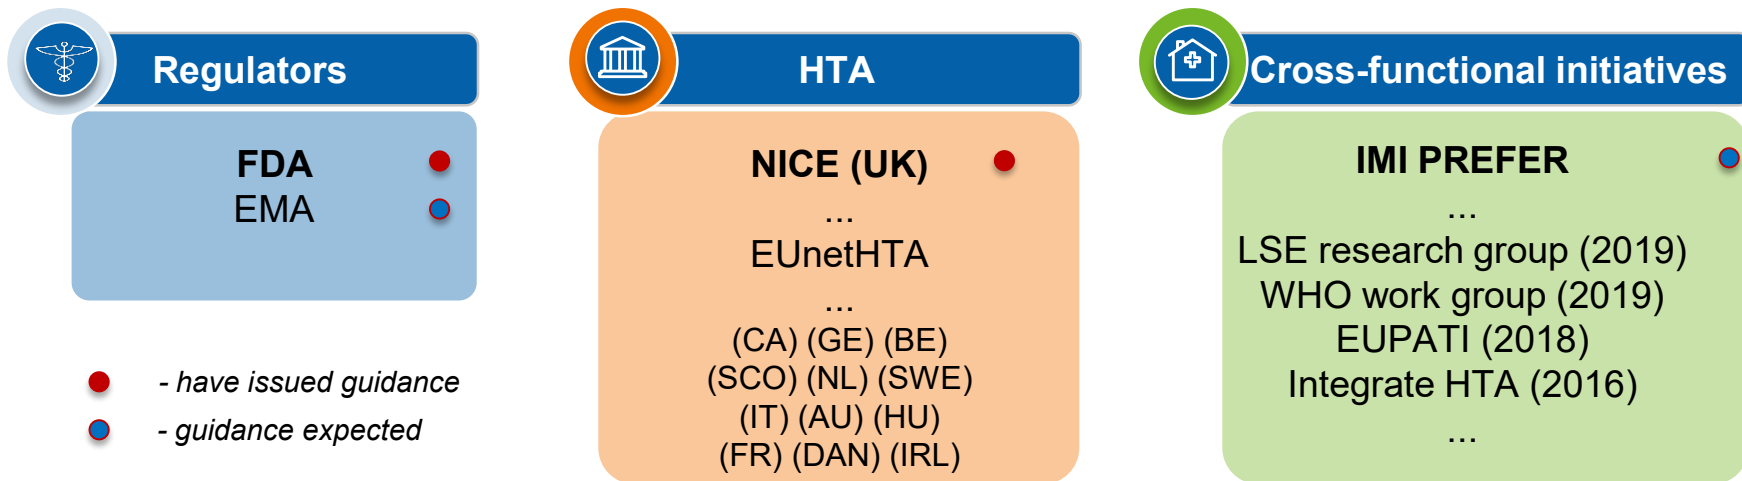 Regulators
FDA
EMA
- have issued guidance
- guidance expected
HTA
NICE (UK)
...
EUnetHTA
...
(CA) (GE) (BE)
(SCO) (NL) (SWE)
(IT) (AU) (HU)
(FR) (DAN) (IRL)
Cross-functional initiatives
IMI PREFER
...
LSE research group (2019)
WHO work group (2019)
EUPATI (2018)
Integrate HTA (2016)
...